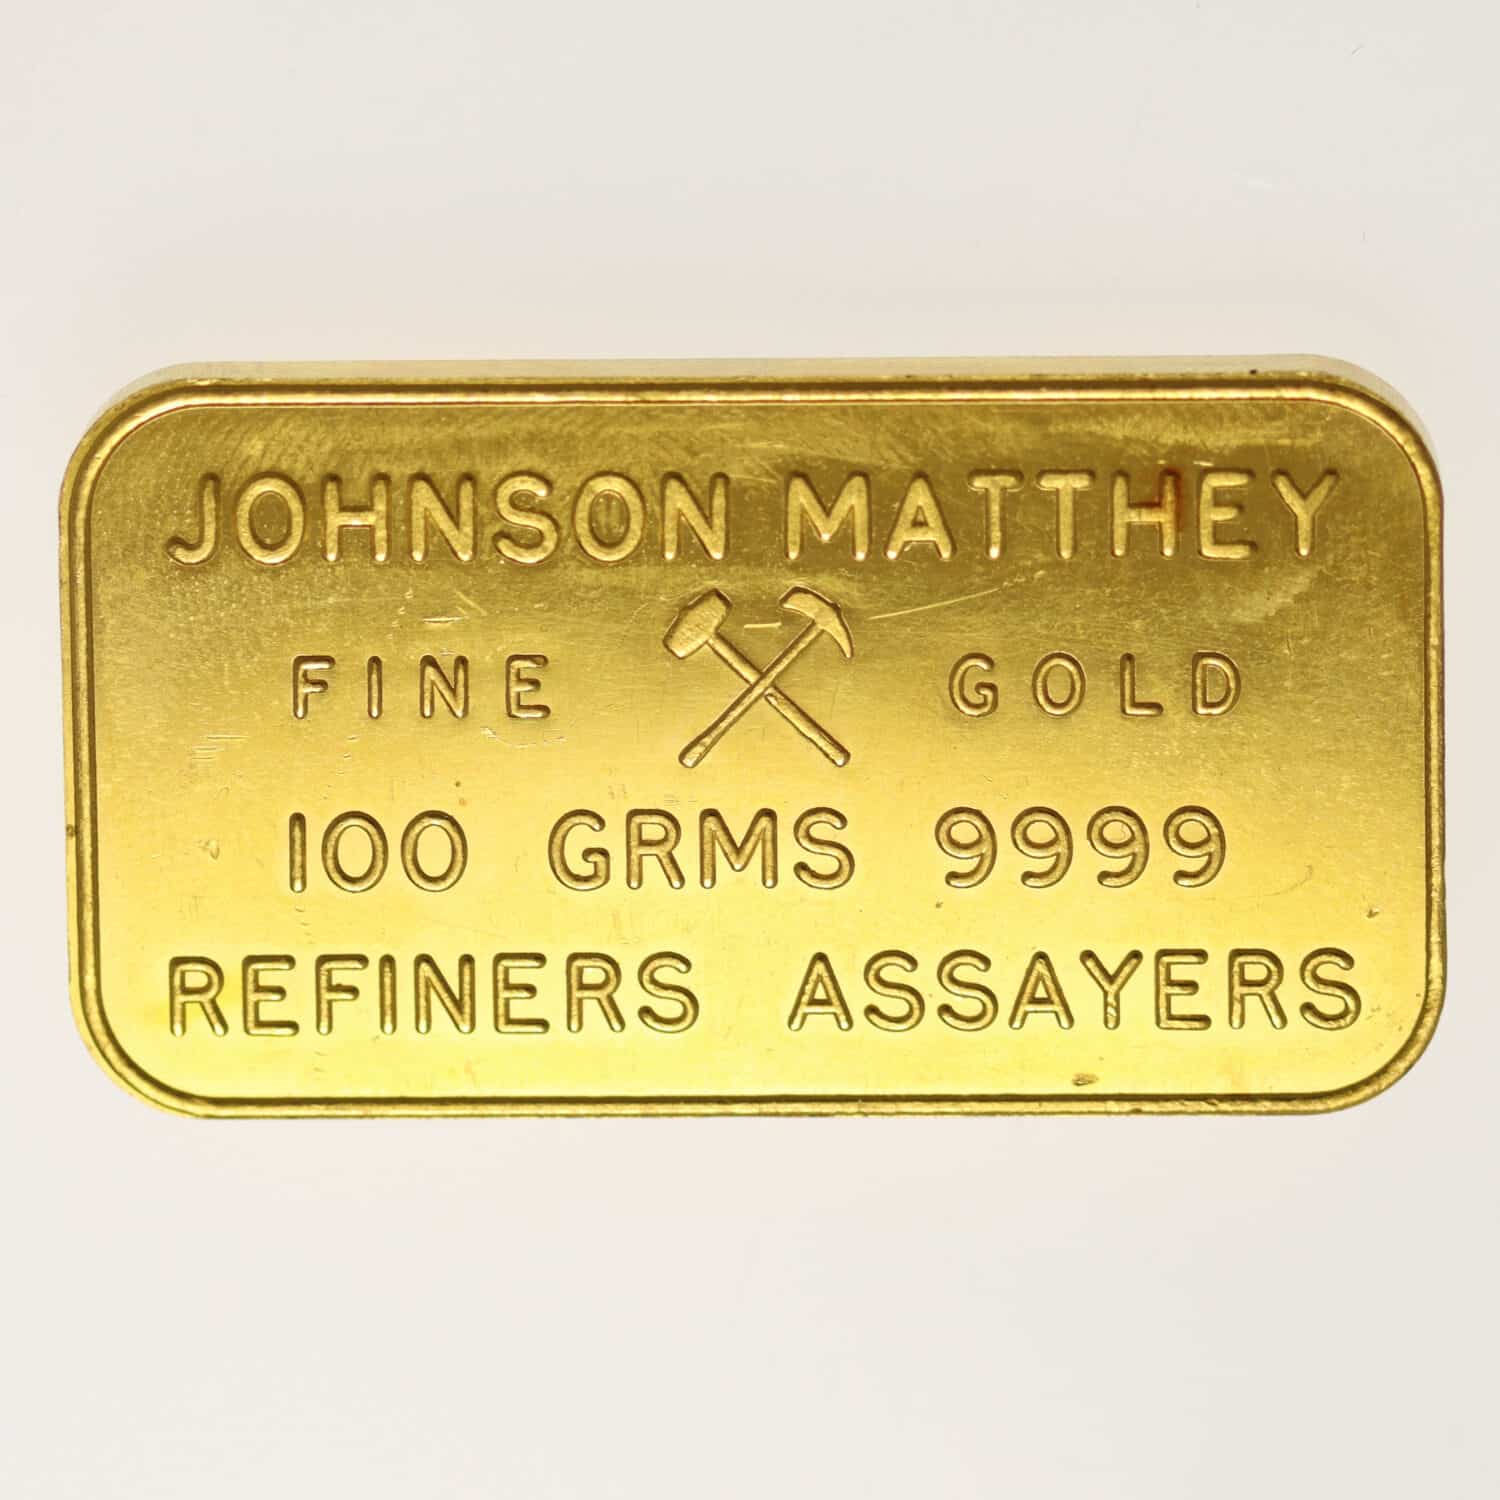 JOHNSON MATTHEY
FINE GOLD
100 GRMS 9999
REFINERS ASSAYERS